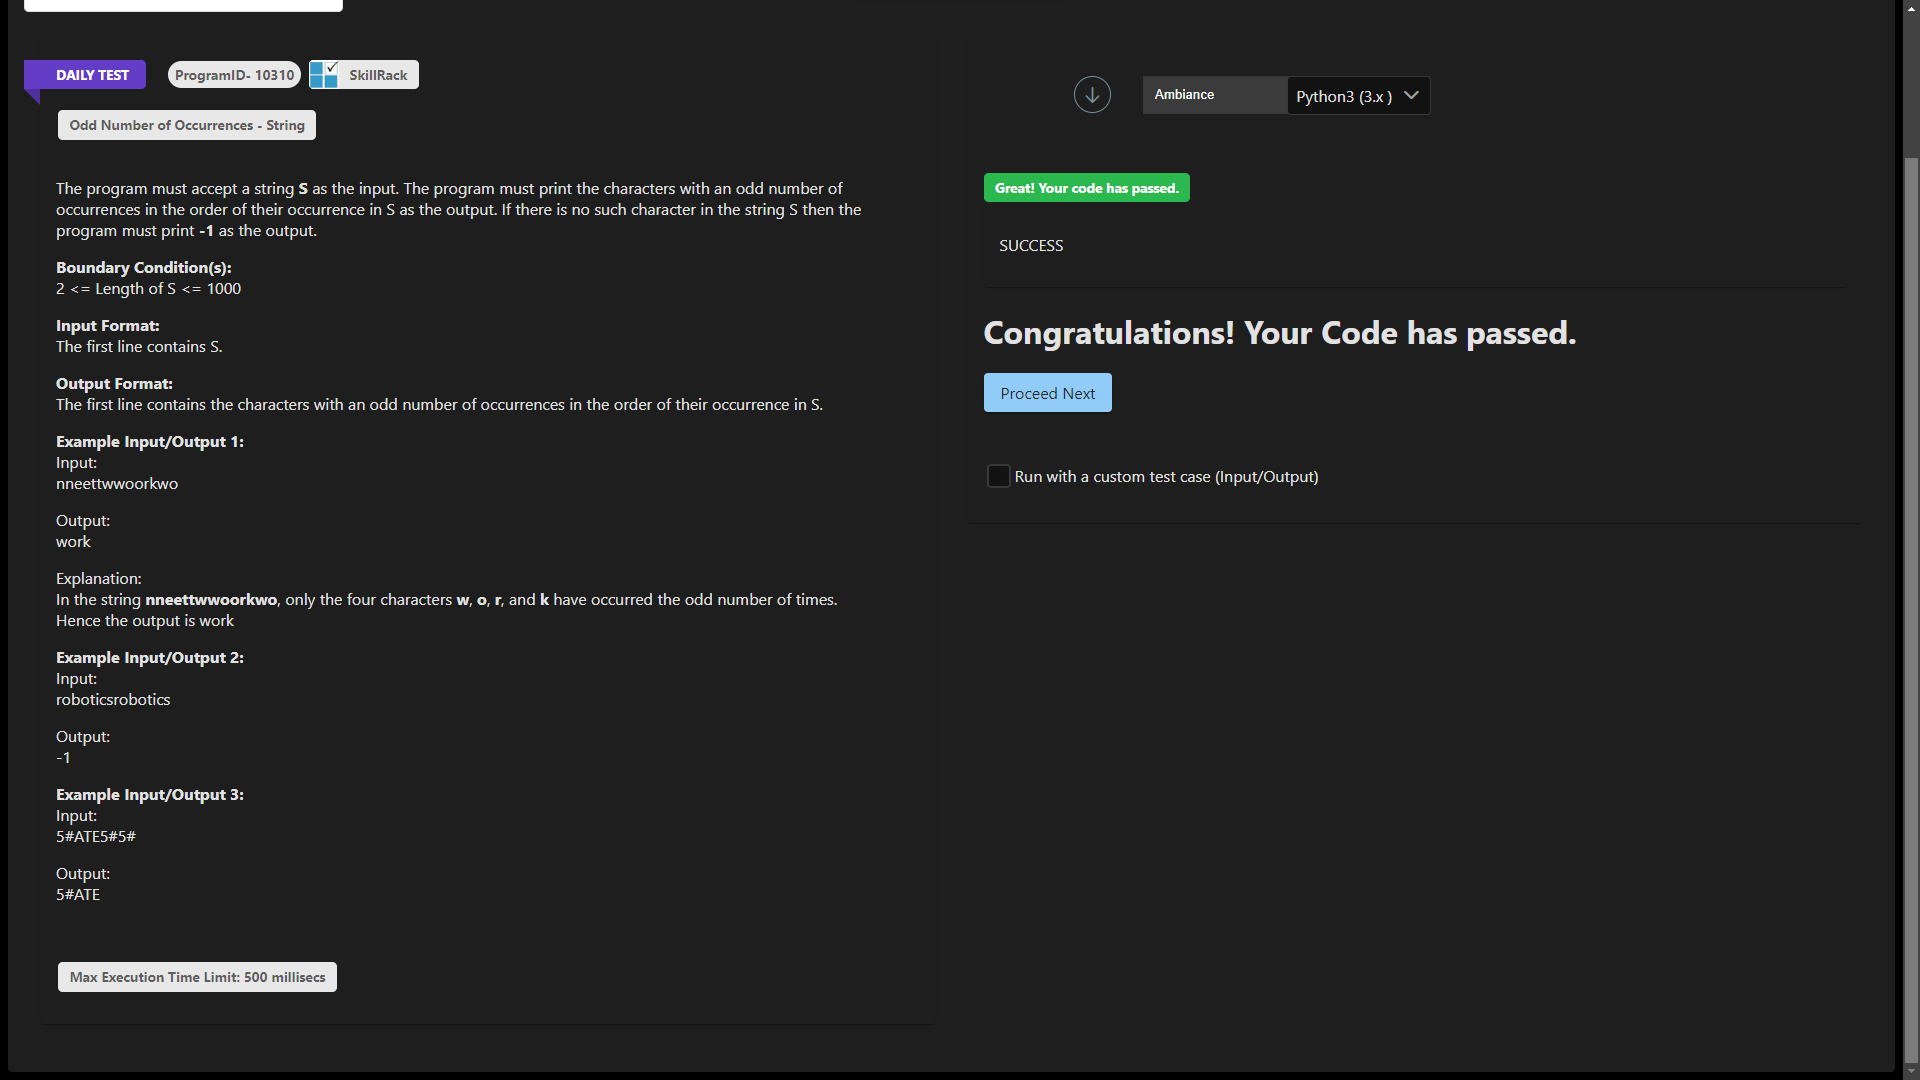 DAILY TEST
ProgramID- 10310
SkillRack
Odd Number of Occurrences - String
The program must accept a string S as the input. The program must print the characters with an odd number of
occurrences in the order of their occurrence in S as the output. If there is no such character in the string S then the
program must print -1 as the output.
Boundary Condition(s):
2 <= Length of S <= 1000
Input Format:
The first line contains S.
Output Format:
The first line contains the characters with an odd number of occurrences in the order of their occurrence in S.
Example Input/Output 1:
Input:
nneettwwoorkwo
Output:
work
Explanation:
In the string nneettwwoorkwo, only the four characters w, o, r, and k have occurred the odd number of times.
Hence the output is work
Example Input/Output 2:
Input:
roboticsrobotics
Output:
-1
Example Input/Output 3:
Input:
5#ATE5#5#
Output:
5#ATE
Max Execution Time Limit: 500 millisecs
Ambiance
Python3 (3.x )
Great! Your code has passed.
SUCCESS
Congratulations! Your Code has passed.
Proceed Next
Run with a custom test case (Input/Output)